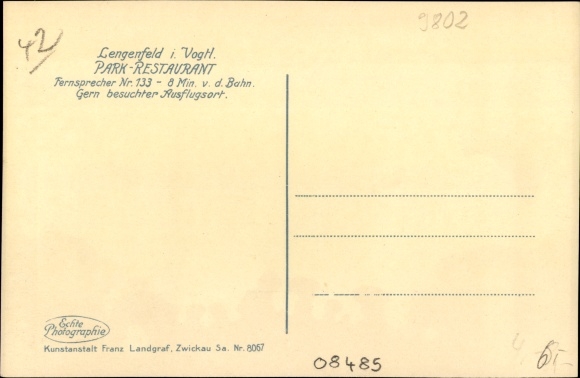 42
9802
Lengenfeld i. Vogtl.
PARK-RESTAURANT
Fernsprecher Nr. 133 - 8 Min. v. d. Bahn.
Gern besuchter Ausflugsort.
Echte
Photographie
Kunstanstalt Franz Landgraf, Zwickau Sa. Nr. 8067
08485